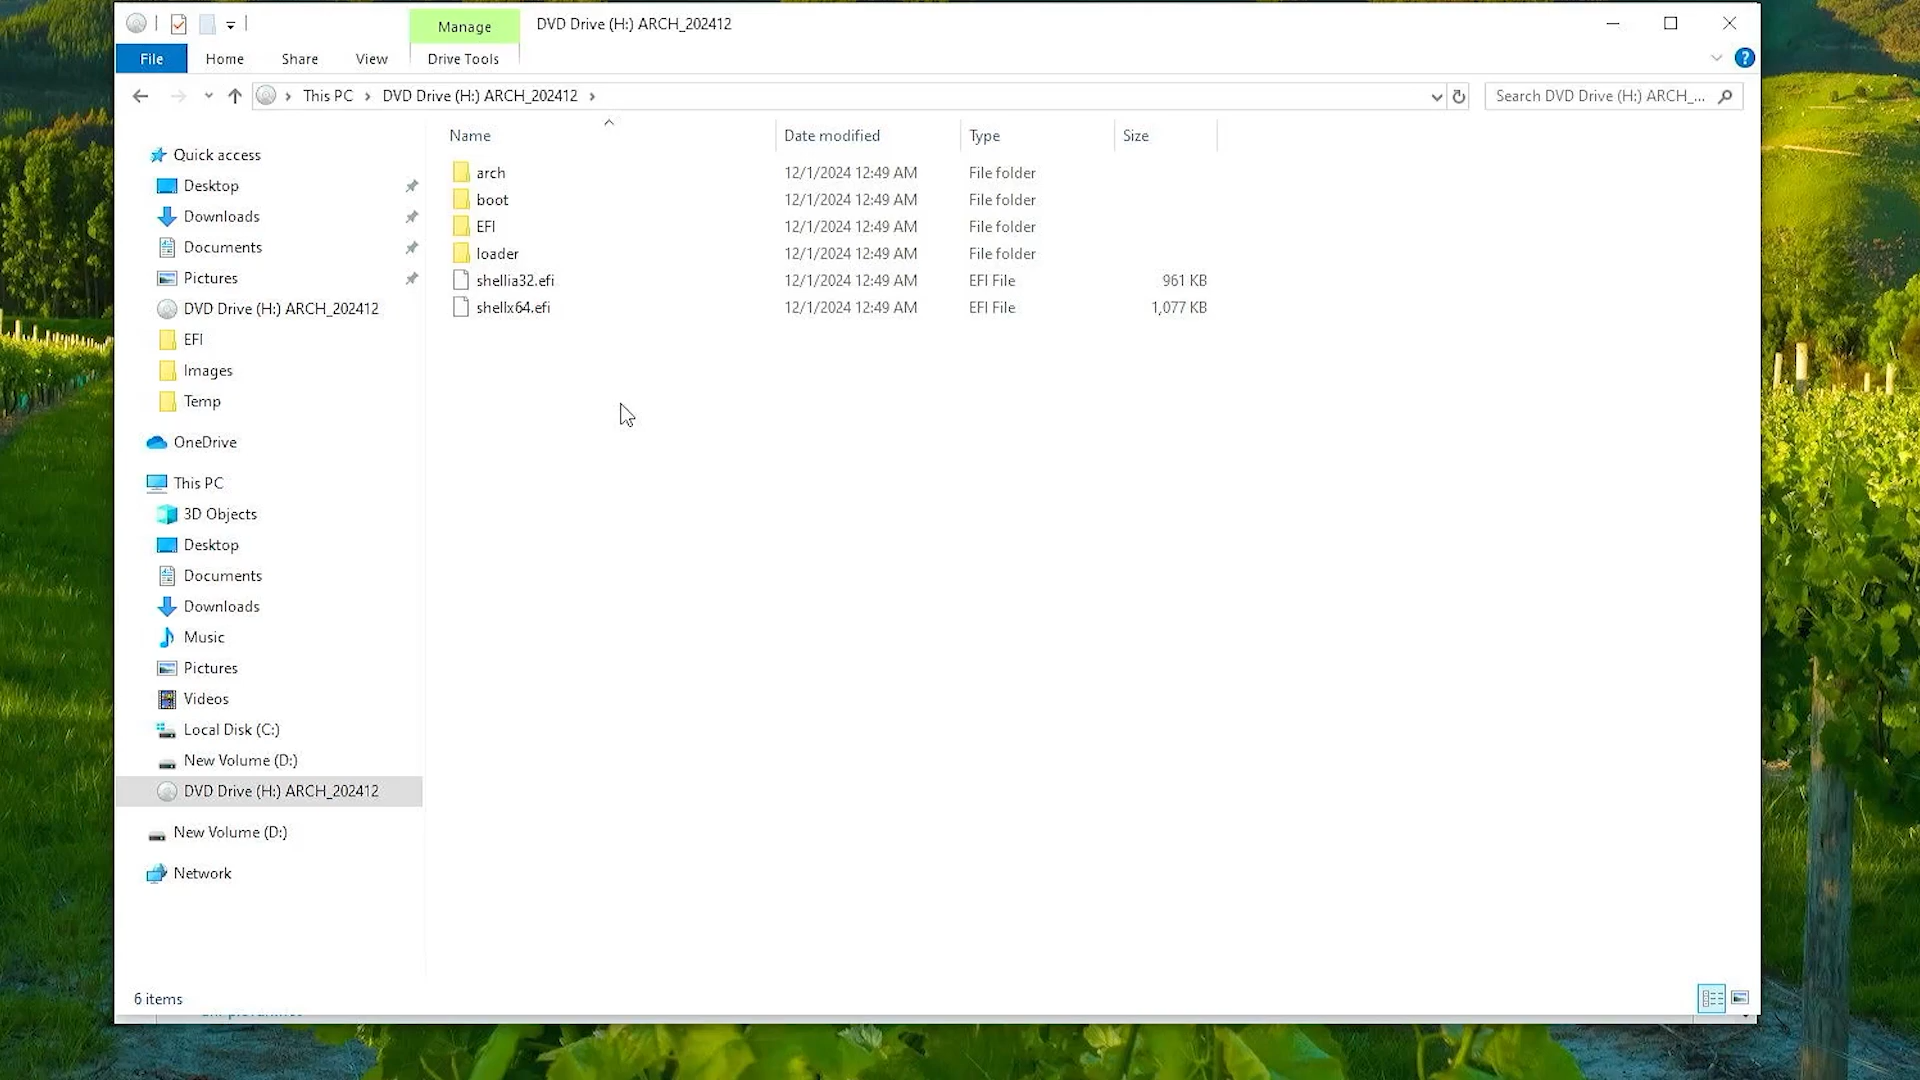 Manage
DVD Drive (H:) ARCH_202412
File
Home
Share
View
Drive Tools
?
This PC
DVD Drive (H:) ARCH_202412
Search DVD Drive (H:) ARCH_...
Name
Date modified
Type
Size
arch
12/1/2024 12:49 AM
File folder
boot
12/1/2024 12:49 AM
File folder
EFI
12/1/2024 12:49 AM
File folder
loader
12/1/2024 12:49 AM
File folder
shellia32.efi
12/1/2024 12:49 AM
EFI File
961 KB
shellx64.efi
12/1/2024 12:49 AM
EFI File
1,077 KB
Quick access
Desktop
Downloads
Documents
Pictures
DVD Drive (H:) ARCH_202412
EFI
Images
Temp
OneDrive
This PC
3D Objects
Desktop
Documents
Downloads
Music
Pictures
Videos
Local Disk (C:)
New Volume (D:)
DVD Drive (H:) ARCH_202412
New Volume (D:)
Network
6 items